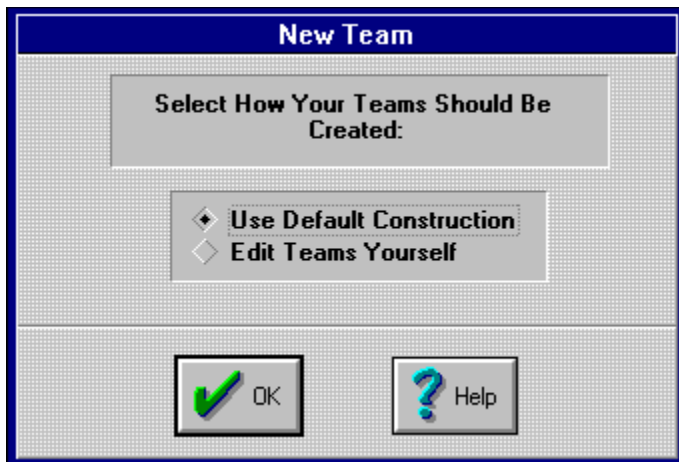 New Team
Select How Your Teams Should Be
Created:
Use Default Construction
Edit Teams Yourself
OK
Help